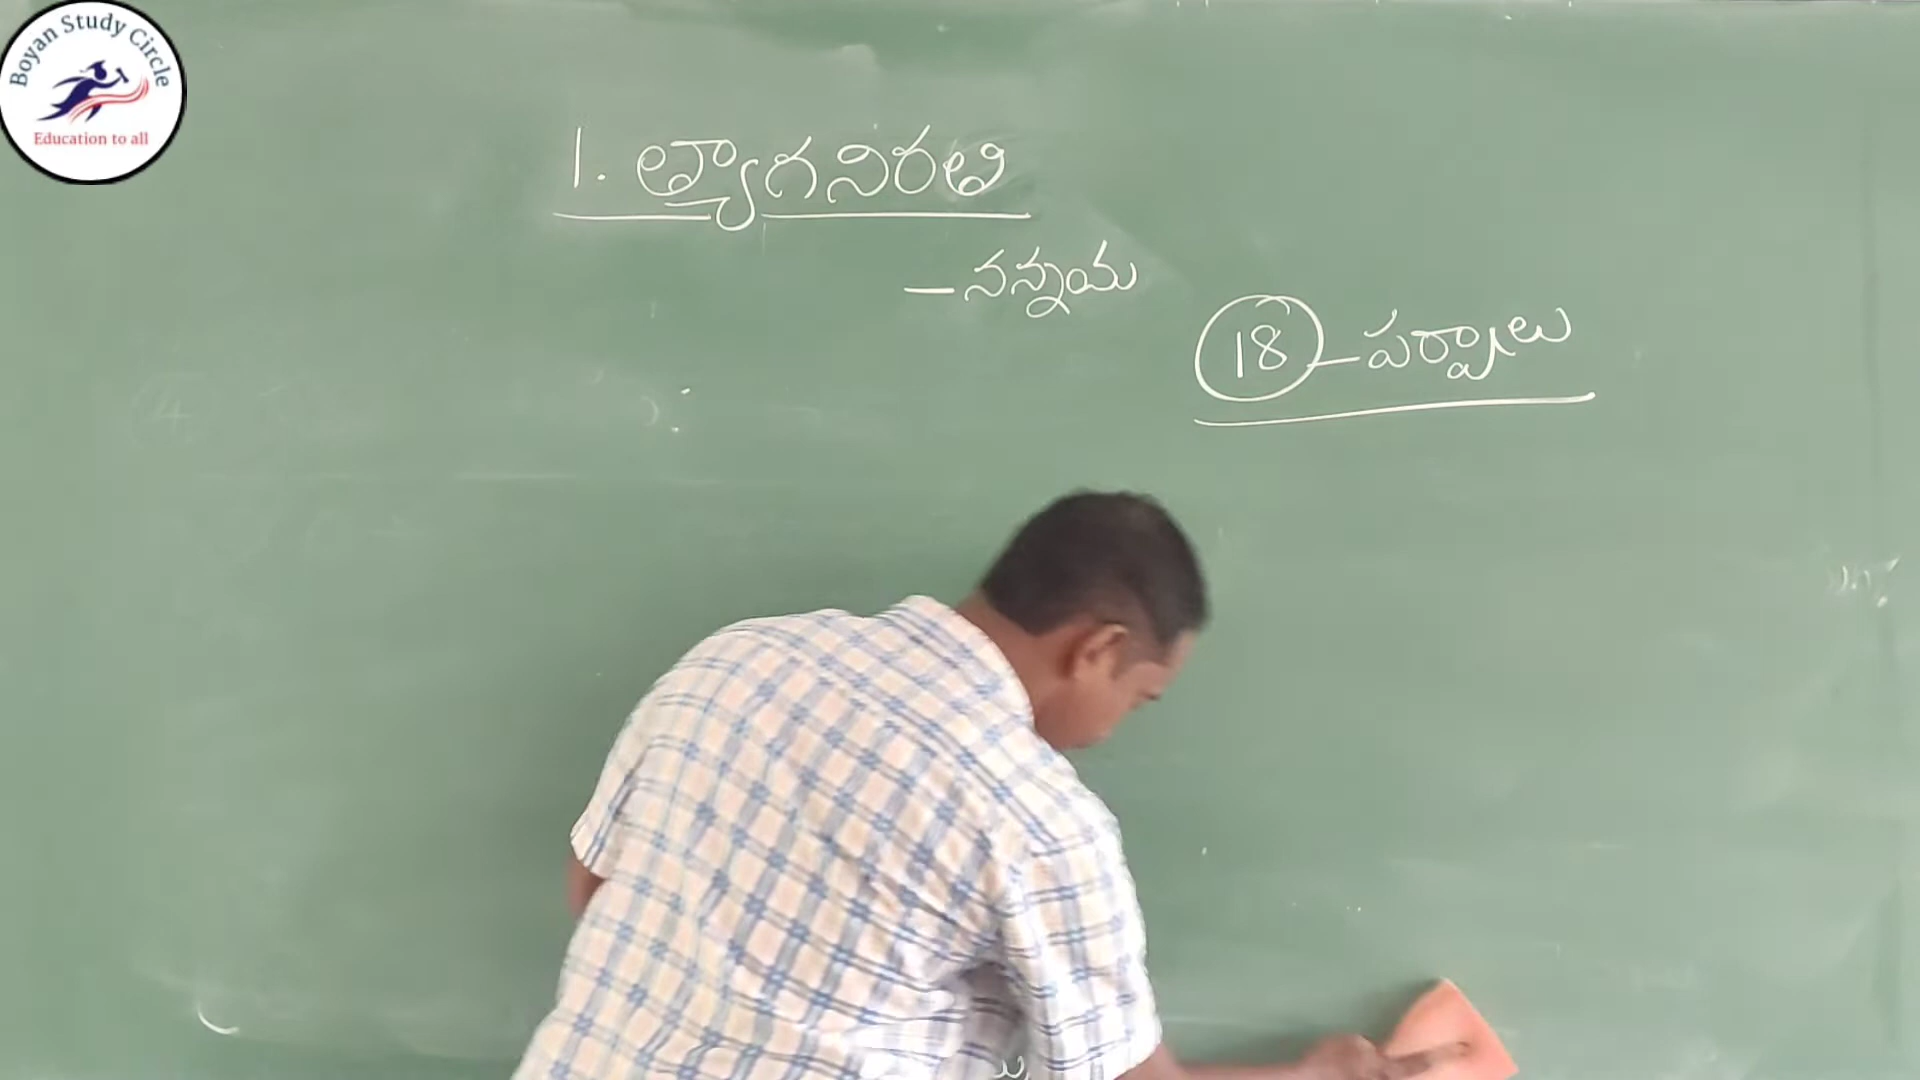 Boyan Study Circle
Education to all
1. త్యాగనిరతి
– నన్నయ
18 – పర్వాలు